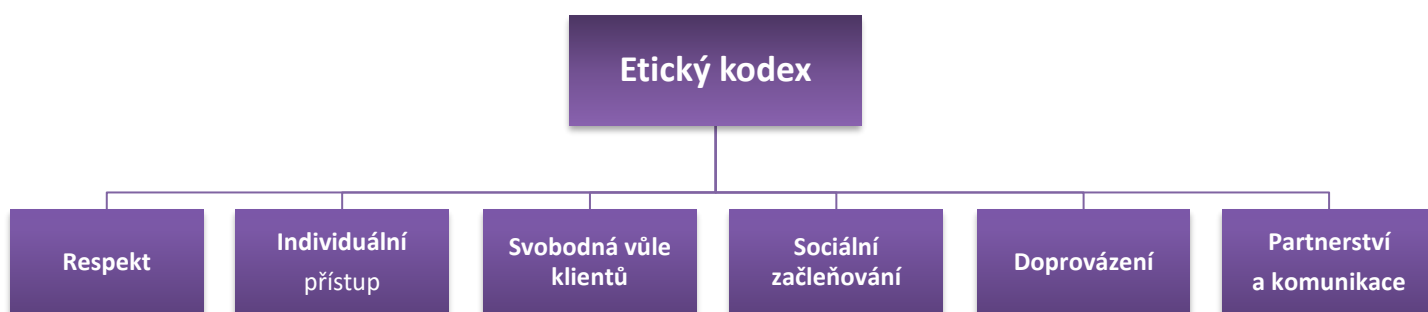 Etický kodex
Respekt
Individuální
přístup
Svobodná vůle
klientů
Sociální
začleňování
Doprovázení
Partnerství
a komunikace